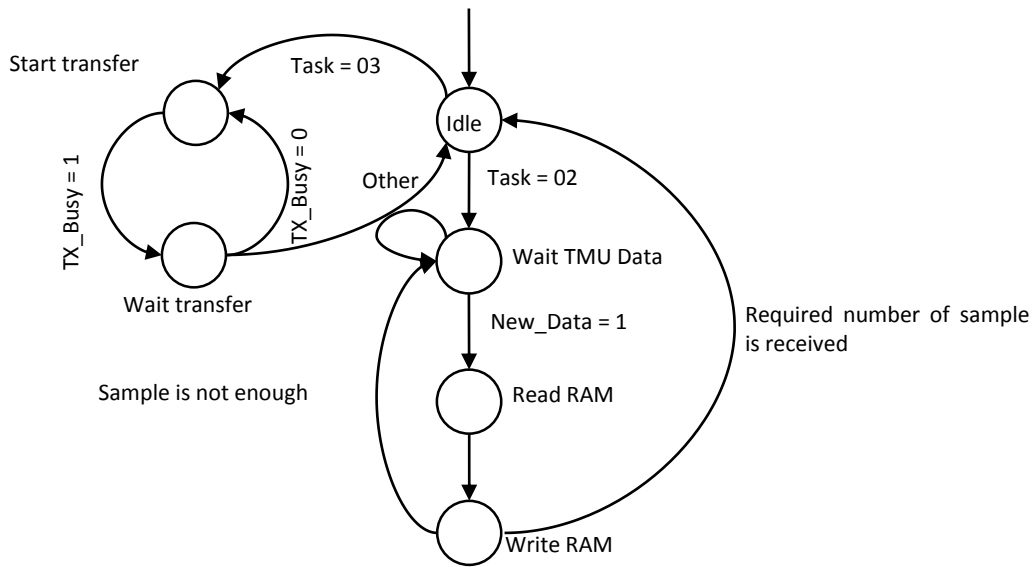 Start transfer
Task = 03
Idle
TX_Busy = 1
TX_Busy = 0
Other
Task = 02
Wait TMU Data
Wait transfer
New_Data = 1
Required number of sample
is received
Sample is not enough
Read RAM
Write RAM